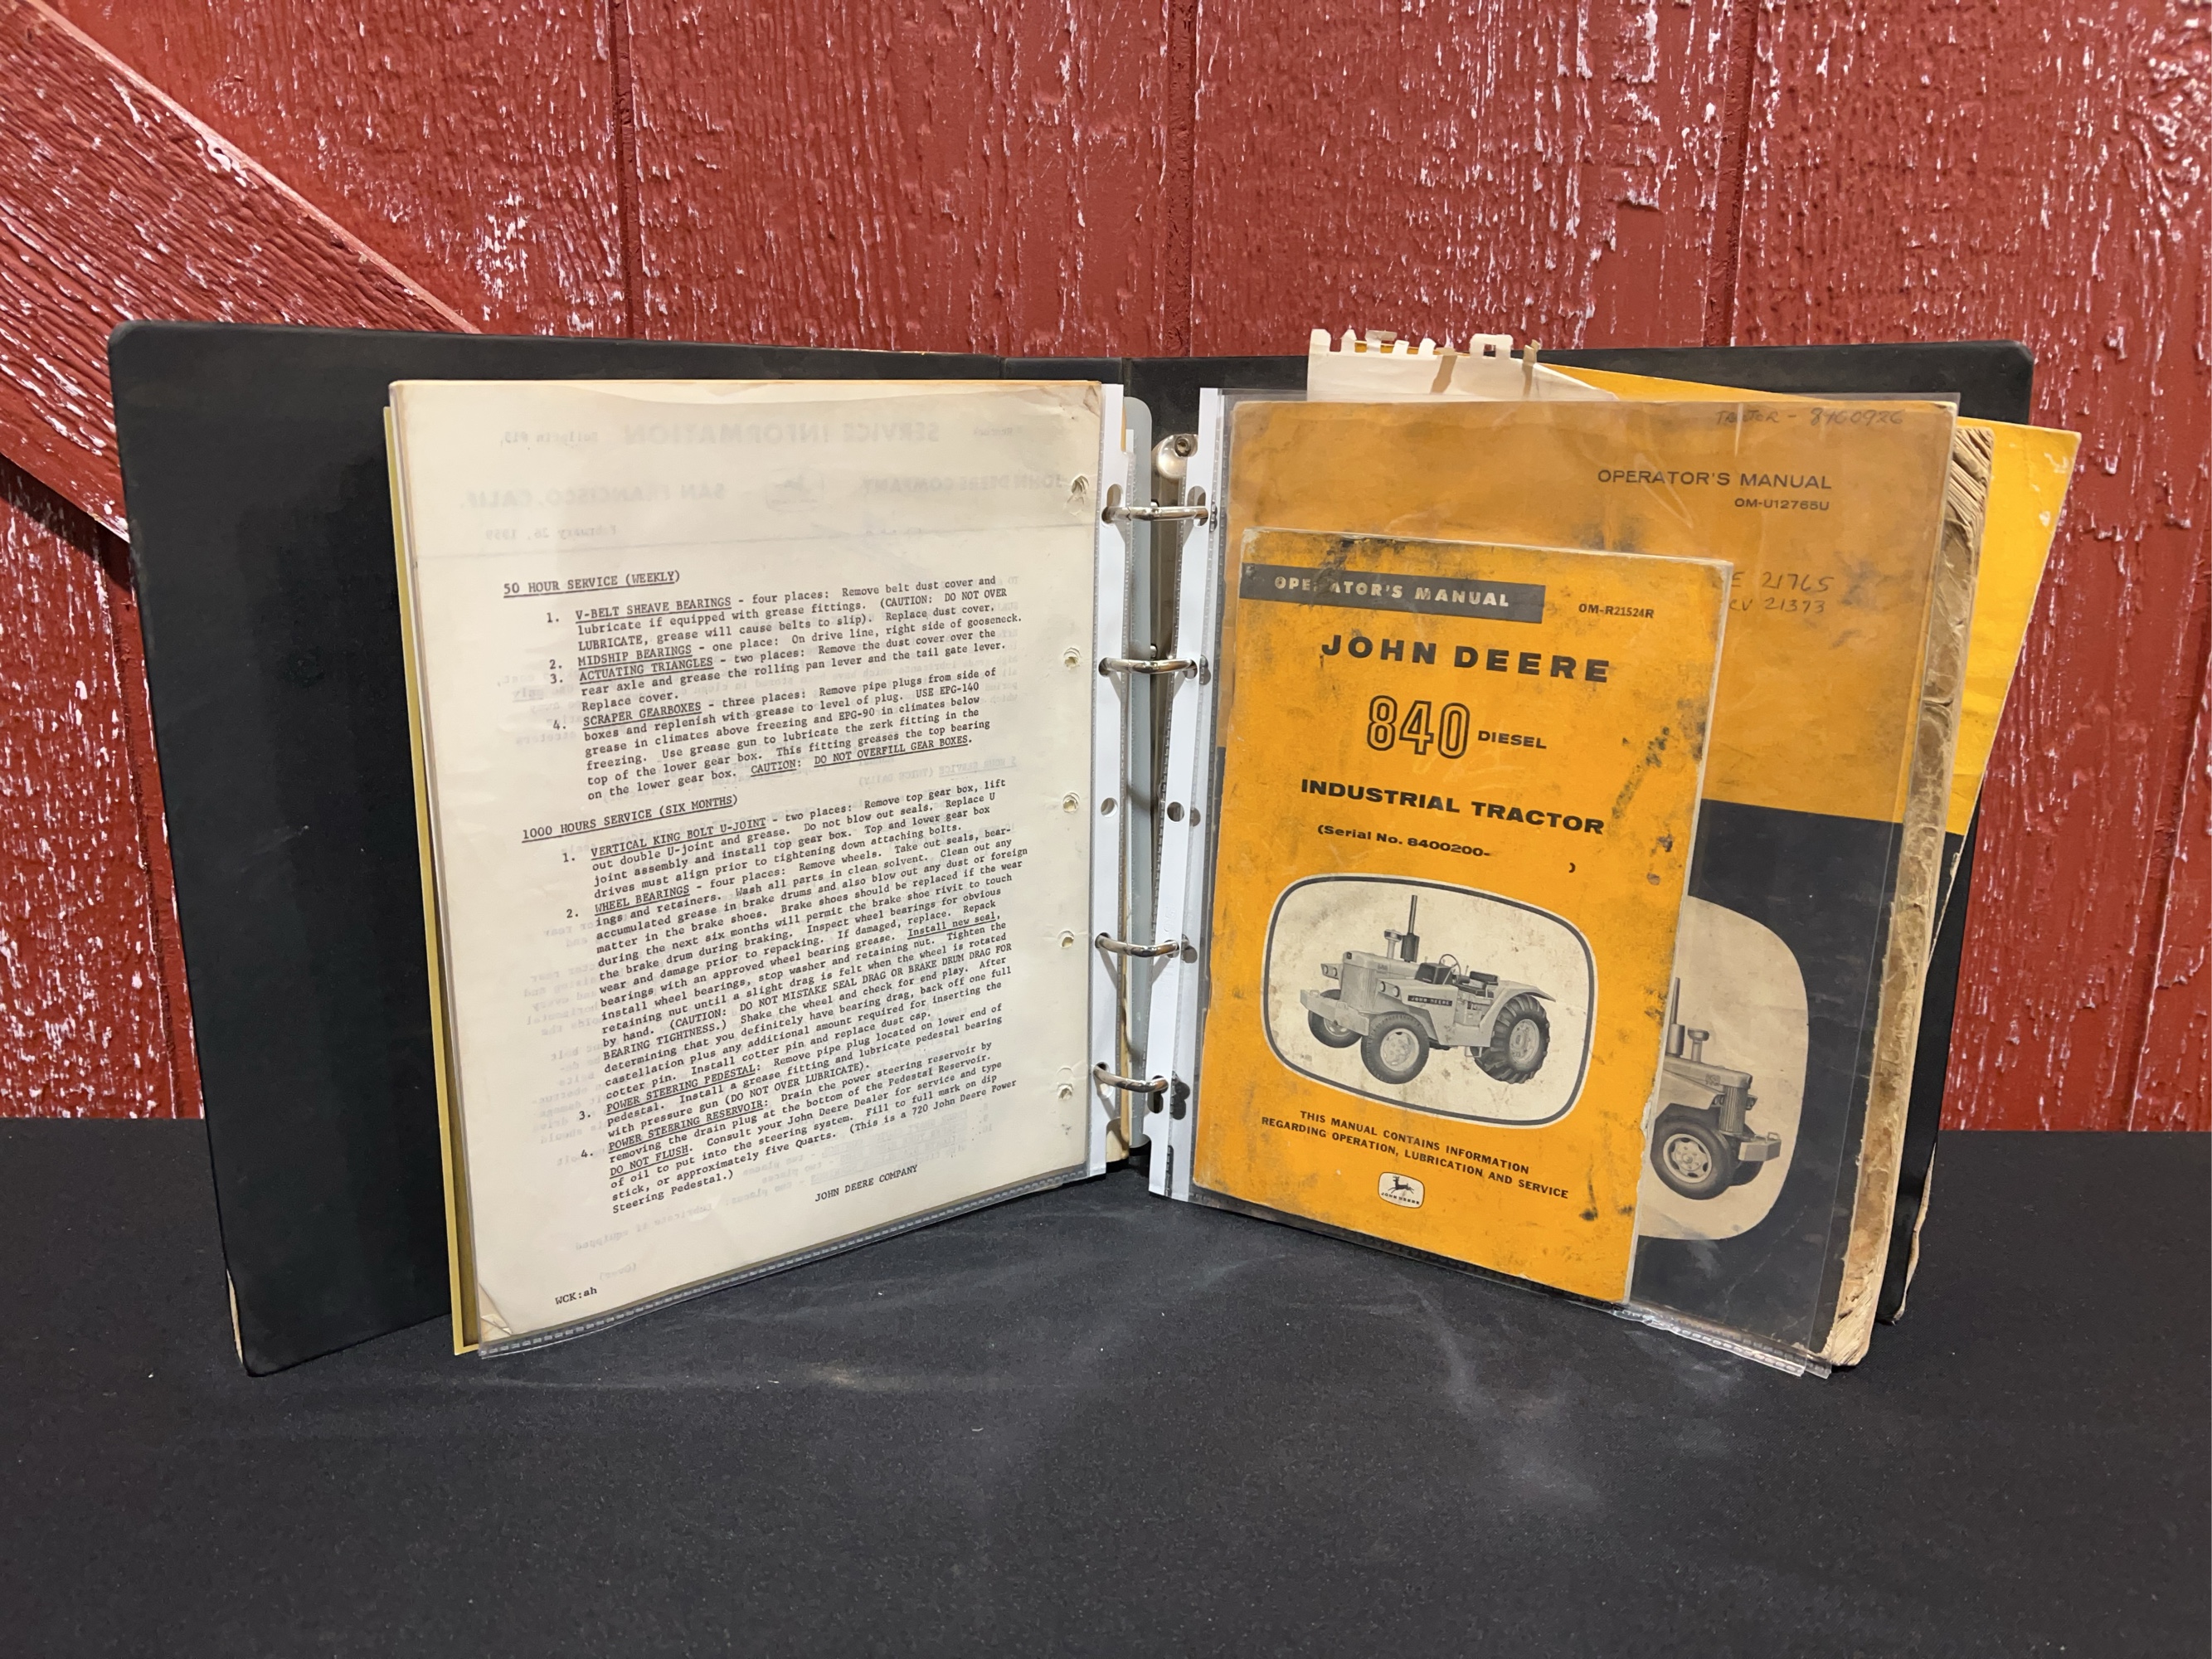 50 HOUR SERVICE (WEEKLY)
1. V-BELT SHEAVE BEARINGS - four places: Remove belt dust cover and
lubricate if equipped with grease fittings. (CAUTION: DO NOT OVER
LUBRICATE, grease will cause belts to slip). Replace dust cover.
2. MIDSHIP BEARINGS - one place: On drive line, right side of gooseneck.
3. ACTUATING TRIANGLES - two places: Remove the dust cover over the
rear axle and grease the rolling pan lever and the tail gate lever.
Replace cover.
4. SCRAPER GEARBOXES - three places: Remove pipe plugs from side of
boxes and replenish with grease to level of plug. USE EPG-140
grease in climates above freezing and EPG-90 in climates below
freezing. Use grease gun to lubricate the zerk fitting in the
top of the lower gear box. This fitting greases the top bearing
on the lower gear box. CAUTION: DO NOT OVERFILL GEAR BOXES.
1000 HOURS SERVICE (SIX MONTHS)
1. VERTICAL KING BOLT U-JOINT - two places: Remove top gear box, lift
out double U-joint and grease. Do not blow out seals. Replace U
joint assembly and install top gear box. Top and lower gear box
drives must align prior to tightening down attaching bolts.
2. WHEEL BEARINGS - four places: Remove wheels. Take out seals, bear-
ings and retainers. Wash all parts in clean solvent. Clean out any
accumulated grease in brake drums and also blow out any dust or foreign
matter in the brake shoes. Brake shoes should be replaced if the wear
during the next six months will permit the brake shoe rivit to touch
the brake drum during braking. Inspect wheel bearings for obvious
wear and damage prior to repacking. If damaged, replace. Repack
bearings with approved wheel bearing grease. Install new seal,
install wheel bearings, stop washer and retaining nut. Tighten the
retaining nut until a slight drag is felt when the wheel is rotated
by hand. (CAUTION: DO NOT MISTAKE SEAL DRAG OR BRAKE DRUM DRAG FOR
BEARING TIGHTNESS.) Shake the wheel and check for end play. After
determining that you definitely have bearing drag, back off one full
castellation plus any additional amount required for inserting the
cotter pin. Install cotter pin and replace dust cap.
3. POWER STEERING PEDESTAL: Remove pipe plug located on lower end of
pedestal. Install a grease fitting and lubricate pedestal bearing
with pressure gun (DO NOT OVER LUBRICATE).
4. POWER STEERING RESERVOIR: Drain the power steering reservoir by
removing the drain plug at the bottom of the Pedestal Reservoir.
DO NOT FLUSH. Consult your John Deere Dealer for service and type
of oil to put into the steering system. Fill to full mark on dip
stick, or approximately five Quarts. (This is a 720 John Deere Power
Steering Pedestal.)
JOHN DEERE COMPANY
WCK:ah
TRACTOR - 8460926
OPERATOR'S MANUAL
OM-U12765U
21765
21373
OPERATOR'S MANUAL
OM-R21524R
JOHN DEERE
840 DIESEL
INDUSTRIAL TRACTOR
(Serial No. 8400200- )
JOHN DEERE
THIS MANUAL CONTAINS INFORMATION
REGARDING OPERATION, LUBRICATION AND SERVICE
JOHN DEERE